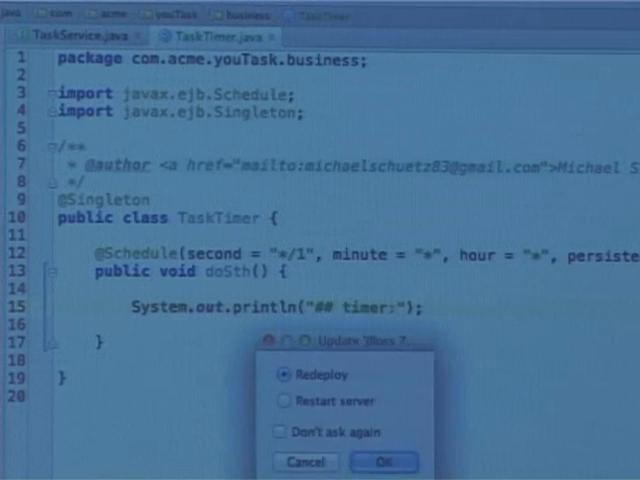 java com acme youTask business TaskTimer
TaskService.java TaskTimer.java
1 package com.acme.youTask.business;
2
3 import javax.ejb.Schedule;
4 import javax.ejb.Singleton;
5
6 /**
7 * @author <a href="mailto:michaelschuetz83@gmail.com">Michael S
8 */
9 @Singleton
10 public class TaskTimer {
11
12 @Schedule(second = "*/1", minute = "*", hour = "*", persiste
13 public void doSth() {
14
15 System.out.println("## timer:");
16
17 }
18
19 }
20
Update 'JBoss 7...
Redeploy
Restart server
Don't ask again
Cancel OK